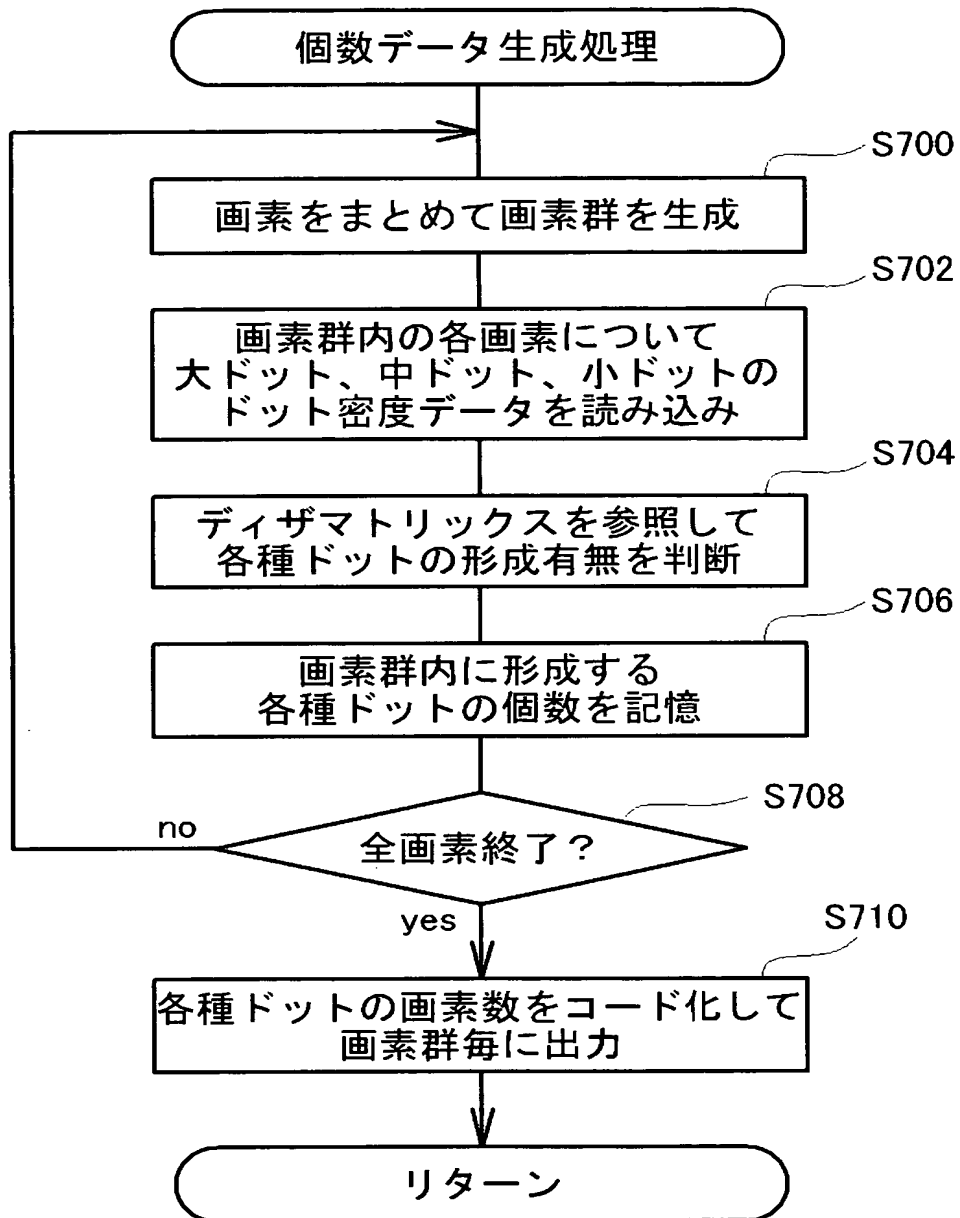 個数データ生成処理
S700
画素をまとめて画素群を生成
S702
画素群内の各画素について
大ドット、中ドット、小ドットの
ドット密度データを読み込み
S704
ディザマトリックスを参照して
各種ドットの形成有無を判断
S706
画素群内に形成する
各種ドットの個数を記憶
S708
no
全画素終了？
yes
S710
各種ドットの画素数をコード化して
画素群毎に出力
リターン